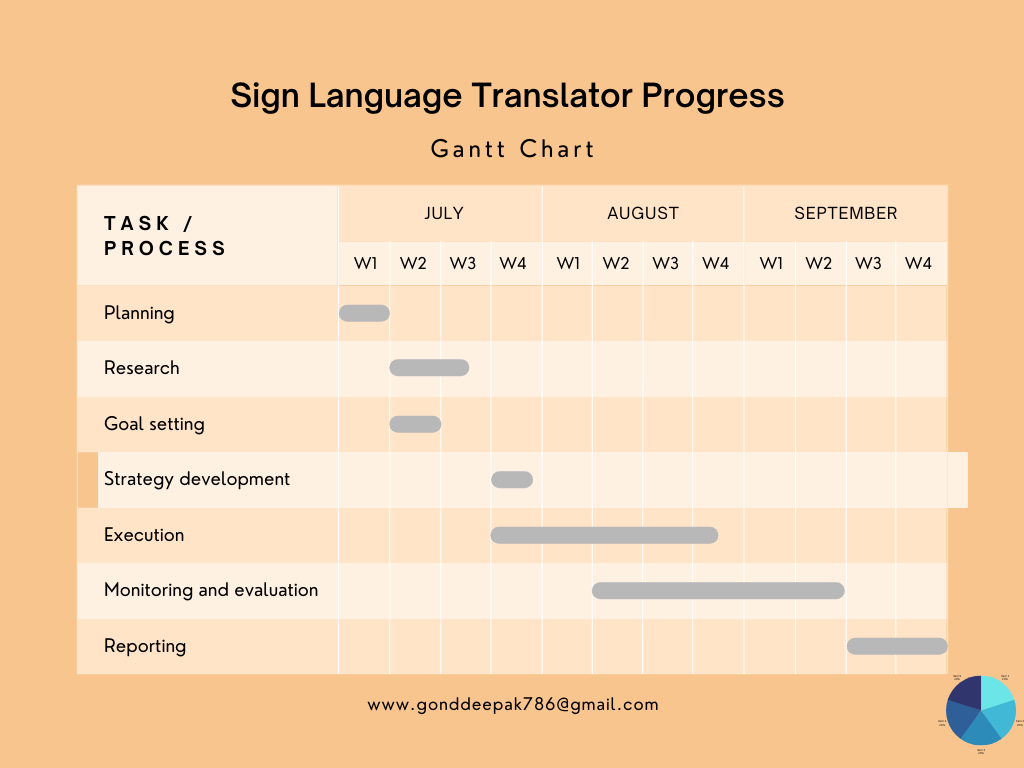 Sign Language Translator Progress
Gantt Chart
TASK /
PROCESS
JULY AUGUST SEPTEMBER
W1 W2 W3 W4 W1 W2 W3 W4 W1 W2 W3 W4
Planning
Research
Goal setting
Strategy development
Execution
Monitoring and evaluation
Reporting
www.gonddeepak786@gmail.com